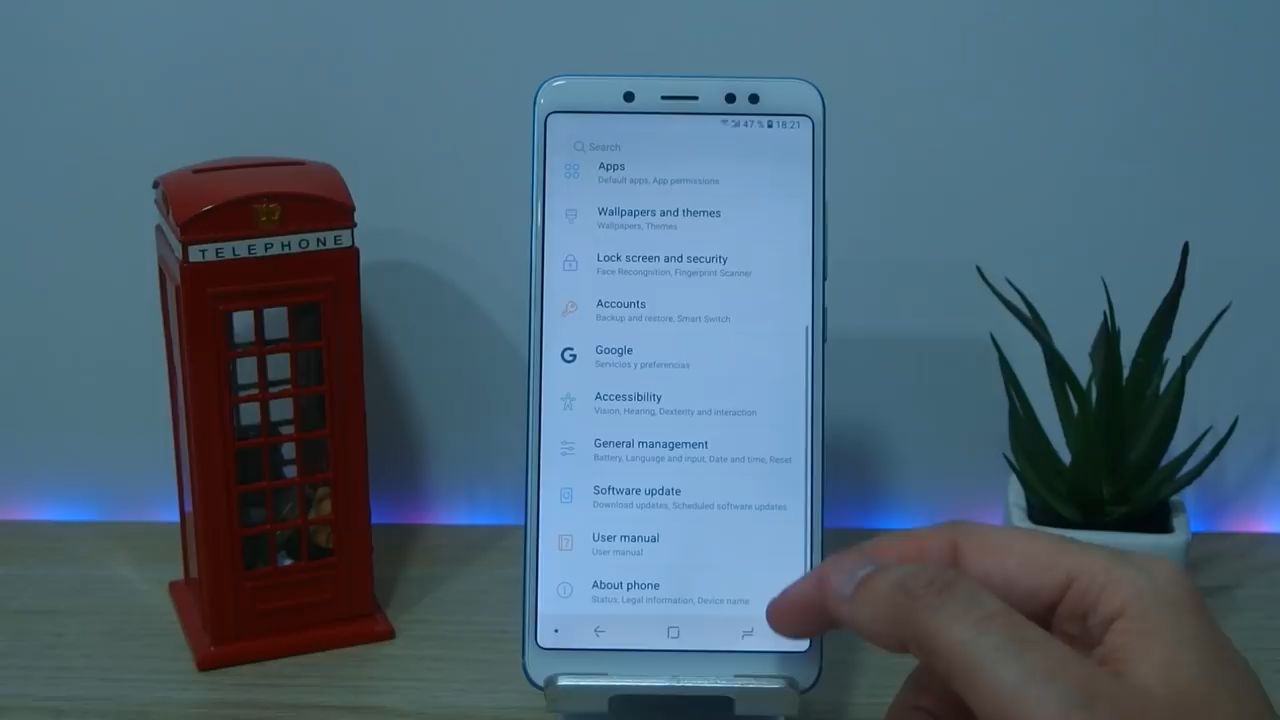 TELEPHONE
47 % 18:21
Search
Apps
Default apps, App permissions
Wallpapers and themes
Wallpapers, Themes
Lock screen and security
Face Recongnition, Fingerprint Scanner
Accounts
Backup and restore, Smart Switch
G Google
Servicios y preferencias
Accessibility
Vision, Hearing, Dexterity and interaction
General management
Battery, Language and input, Date and time, Reset
Software update
Download updates, Scheduled software updates
User manual
User manual
About phone
Status, Legal information, Device name